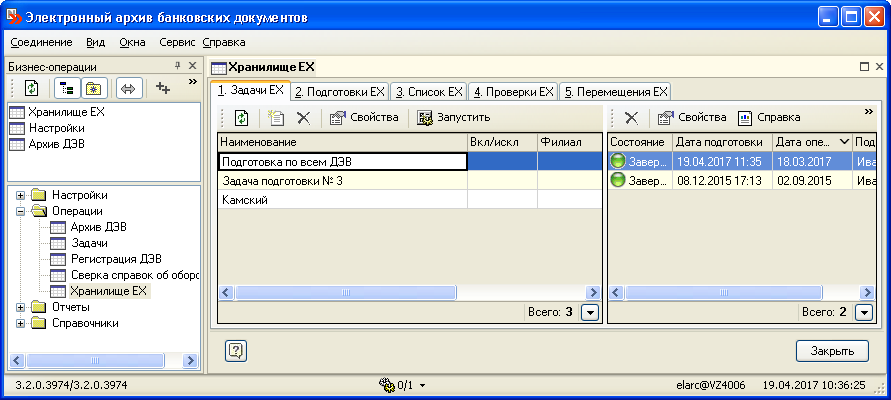 Электронный архив банковских документов
Соединение Вид Окна Сервис Справка
Бизнес-операции
Хранилище ЕХ
Настройки
Архив ДЭВ
Настройки
Операции
Архив ДЭВ
Задачи
Регистрация ДЭВ
Сверка справок об оборо
Хранилище ЕХ
Отчеты
Справочники
Хранилище ЕХ
1. Задачи ЕХ 2. Подготовки ЕХ 3. Список ЕХ 4. Проверки ЕХ 5. Перемещения ЕХ
Свойства Запустить
Наименование Вкл/искл Филиал
Подготовка по всем ДЭВ
Задача подготовки № 3
Камский
Всего: 3
Свойства Справка
Состояние Дата подготовки Дата опе... Под
Завер... 19.04.2017 11:35 18.03.2017 Ива
Завер... 08.12.2015 17:13 02.09.2015 Ива
Всего: 2
Закрыть
3.2.0.3974/3.2.0.3974 0/1 elarc@VZ4006 19.04.2017 10:36:25